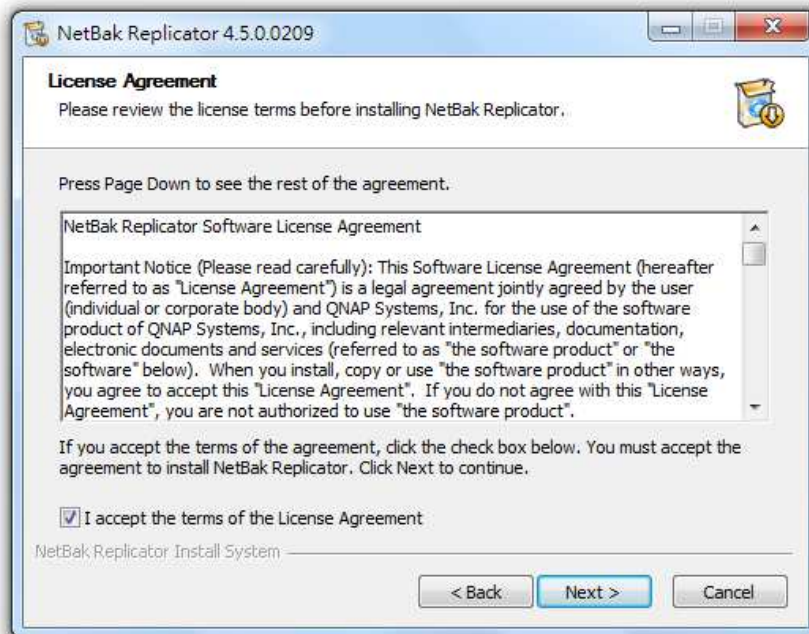 NetBak Replicator 4.5.0.0209
License Agreement
Please review the license terms before installing NetBak Replicator.
Press Page Down to see the rest of the agreement.
NetBak Replicator Software License Agreement
Important Notice (Please read carefully): This Software License Agreement (hereafter
referred to as "License Agreement") is a legal agreement jointly agreed by the user
(individual or corporate body) and QNAP Systems, Inc. for the use of the software
product of QNAP Systems, Inc., including relevant intermediaries, documentation,
electronic documents and services (referred to as "the software product" or "the
software" below).  When you install, copy or use "the software product" in other ways,
you agree to accept this "License Agreement".  If you do not agree with this "License
Agreement", you are not authorized to use "the software product".
If you accept the terms of the agreement, click the check box below. You must accept the
agreement to install NetBak Replicator. Click Next to continue.
I accept the terms of the License Agreement
NetBak Replicator Install System
< Back Next > Cancel